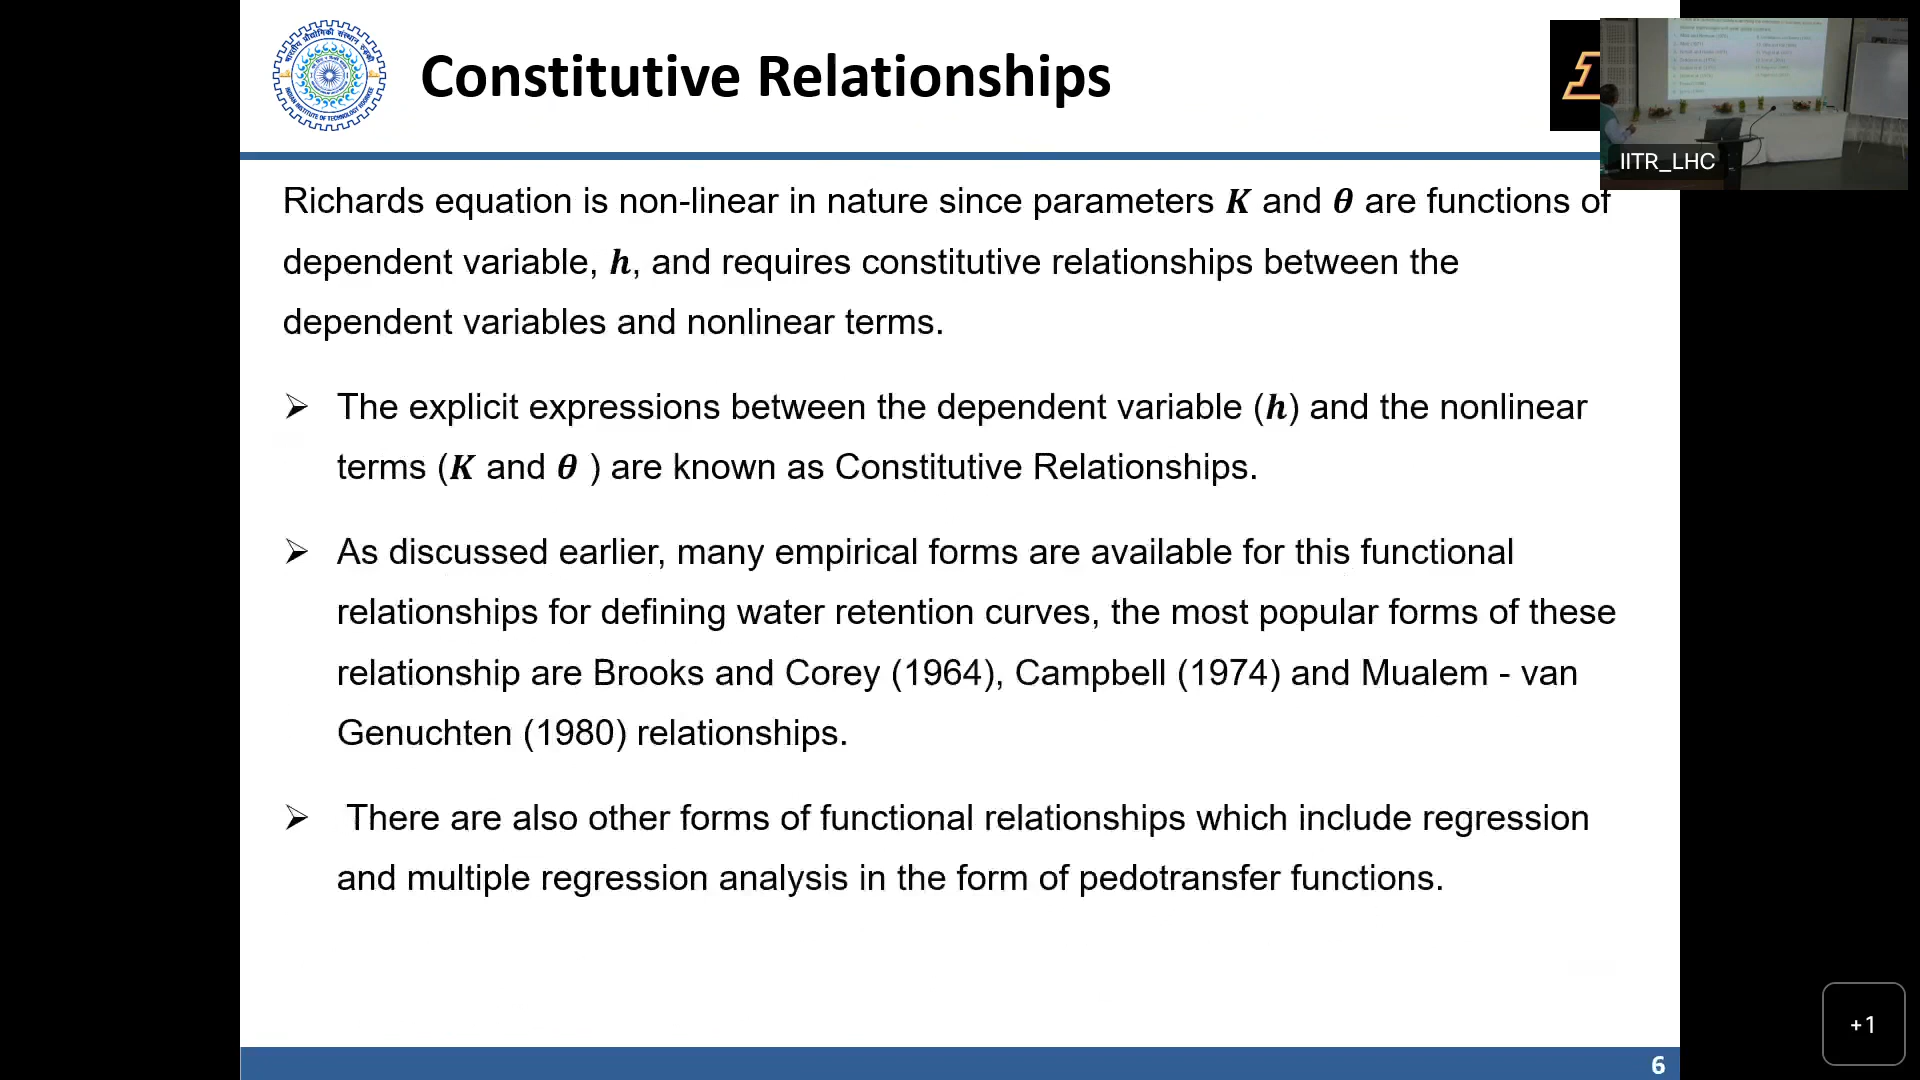 Constitutive Relationships
IITR_LHC
Richards equation is non-linear in nature since parameters K and θ are functions of
dependent variable, h, and requires constitutive relationships between the
dependent variables and nonlinear terms.
➢ The explicit expressions between the dependent variable (h) and the nonlinear
terms (K and θ ) are known as Constitutive Relationships.
➢ As discussed earlier, many empirical forms are available for this functional
relationships for defining water retention curves, the most popular forms of these
relationship are Brooks and Corey (1964), Campbell (1974) and Mualem - van
Genuchten (1980) relationships.
➢ There are also other forms of functional relationships which include regression
and multiple regression analysis in the form of pedotransfer functions.
+1
6